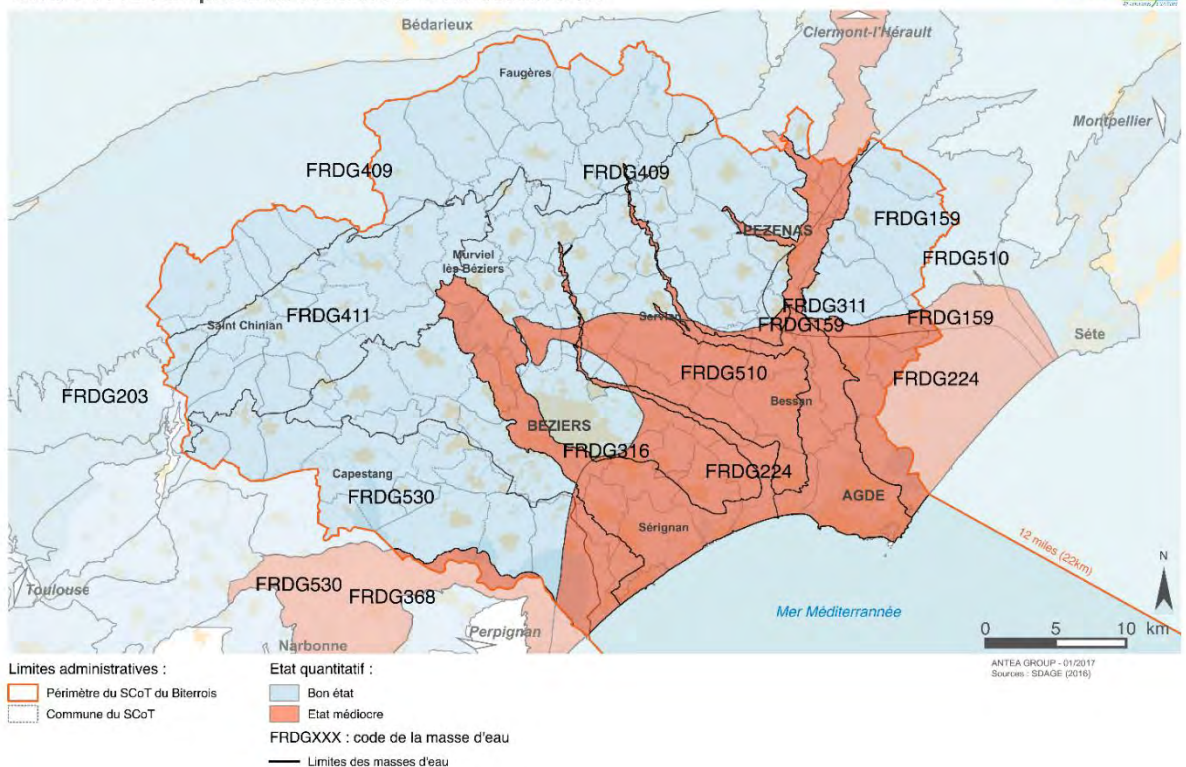 Bédarieux
Clermont-l'Hérault
Faugères
Montpellier
FRDG409
FRDG409
FRDG159
PEZENAS
FRDG510
Murviel
lès Béziers
FRDG311
FRDG411
Saint Chinian
Servian
FRDG159
FRDG159
Séte
FRDG203
FRDG510
FRDG224
Bessan
BEZIERS
FRDG316
Capestang
FRDG224
FRDG530
AGDE
Sérignan
12 miles (22km)
N
FRDG530
Toulouse
FRDG368
Mer Méditerrannée
Perpignan
Narbonne
0 5 10 km
ANTEA GROUP - 01/2017
Sources : SDAGE (2016)
Limites administratives :
Périmètre du SCoT du Biterrois
Commune du SCoT
Etat quantitatif :
Bon état
Etat médiocre
FRDGXXX : code de la masse d'eau
Limites des masses d'eau